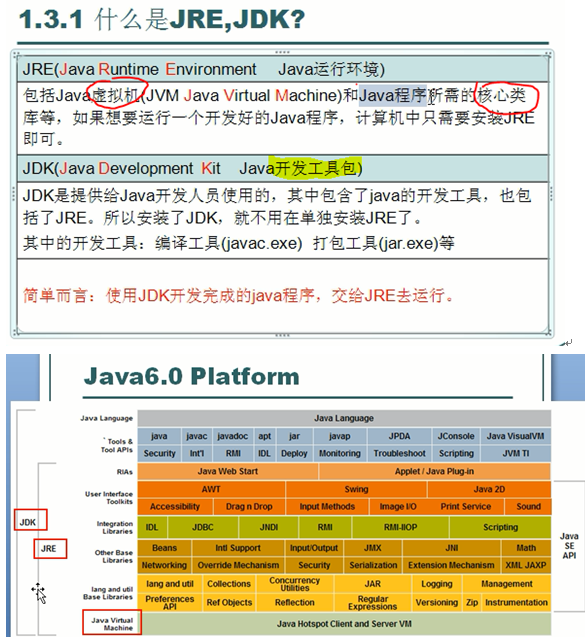 1.3.1 什么是JRE,JDK?
JRE(Java Runtime Environment Java运行环境)
包括Java虚拟机(JVM Java Virtual Machine)和Java程序所需的核心类
库等，如果想要运行一个开发好的Java程序，计算机中只需要安装JRE
即可。
JDK(Java Development Kit Java开发工具包)
JDK是提供给Java开发人员使用的，其中包含了java的开发工具，也包
括了JRE。所以安装了JDK，就不用在单独安装JRE了。
其中的开发工具：编译工具(javac.exe) 打包工具(jar.exe)等
简单而言：使用JDK开发完成的java程序，交给JRE去运行。
Java6.0 Platform
Java Language Java Language
Tools & Tool APIs
java javac javadoc apt jar javap JPDA JConsole Java VisualVM
Security Int'l RMI IDL Deploy Monitoring Troubleshoot Scripting JVM TI
RIAs Java Web Start Applet / Java Plug-in
User Interface Toolkits
AWT Swing Java 2D
Accessibility Drag n Drop Input Methods Image I/O Print Service Sound
Integration Libraries
IDL JDBC JNDI RMI RMI-IIOP Scripting
Other Base Libraries
Beans Intl Support Input/Output JMX JNI Math
Networking Override Mechanism Security Serialization Extension Mechanism XML JAXP
lang and util Base Libraries
lang and util Collections Concurrency Utilities JAR Logging Management
Preferences API Ref Objects Reflection Regular Expressions Versioning Zip Instrumentation
Java Virtual Machine
Java Hotspot Client and Server VM
JDK
JRE
Java SE API